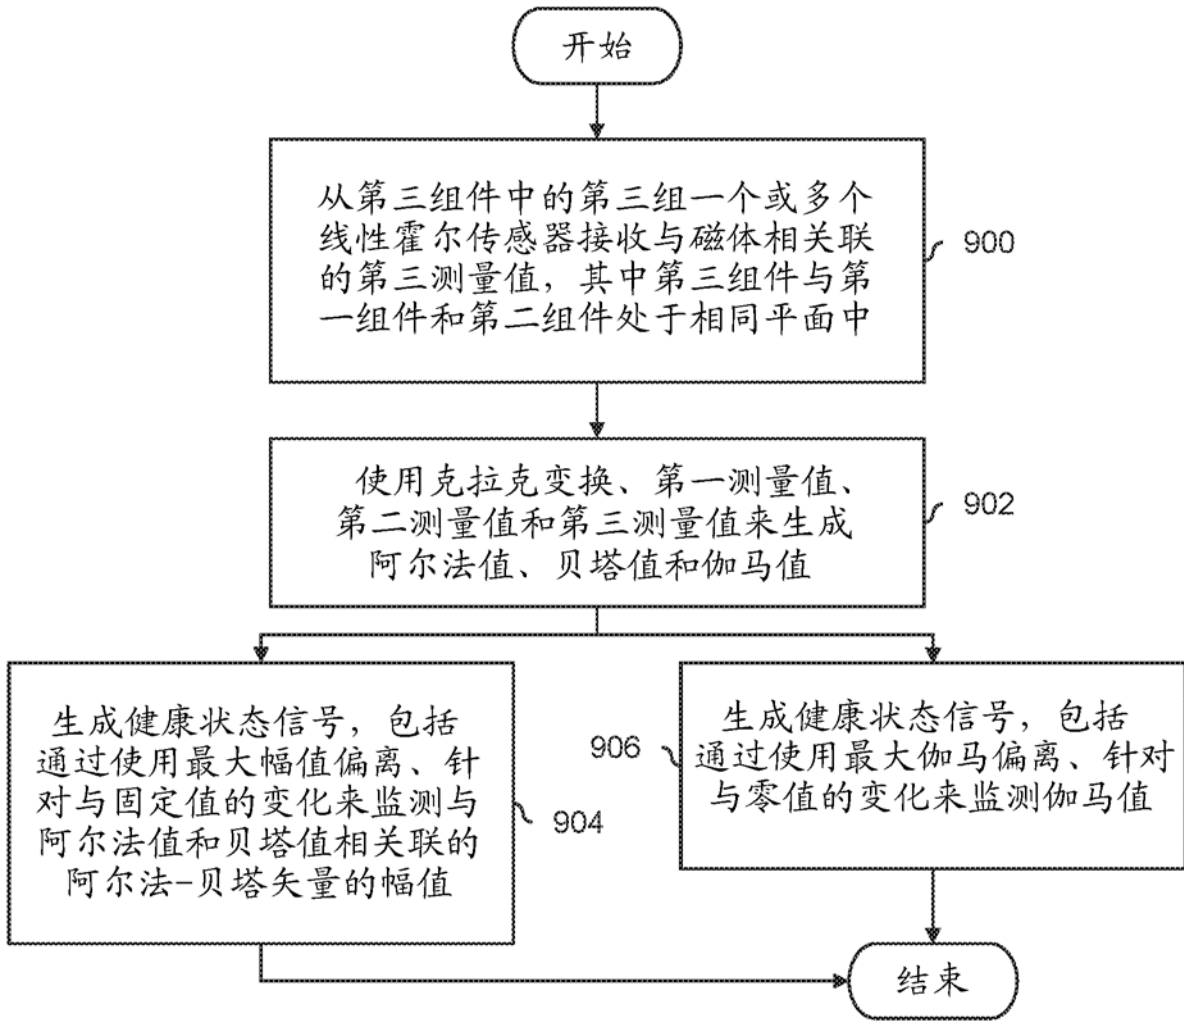 开始
从第三组件中的第三组一个或多个
线性霍尔传感器接收与磁体相关联
的第三测量值，其中第三组件与第
一组件和第二组件处于相同平面中
900
使用克拉克变换、第一测量值、
第二测量值和第三测量值来生成
阿尔法值、贝塔值和伽马值
902
生成健康状态信号，包括
通过使用最大幅值偏离、针
对与固定值的变化来监测与
阿尔法值和贝塔值相关联的
阿尔法-贝塔矢量的幅值
904
906
生成健康状态信号，包括
通过使用最大伽马偏离、针对
与零值的变化来监测伽马值
结束